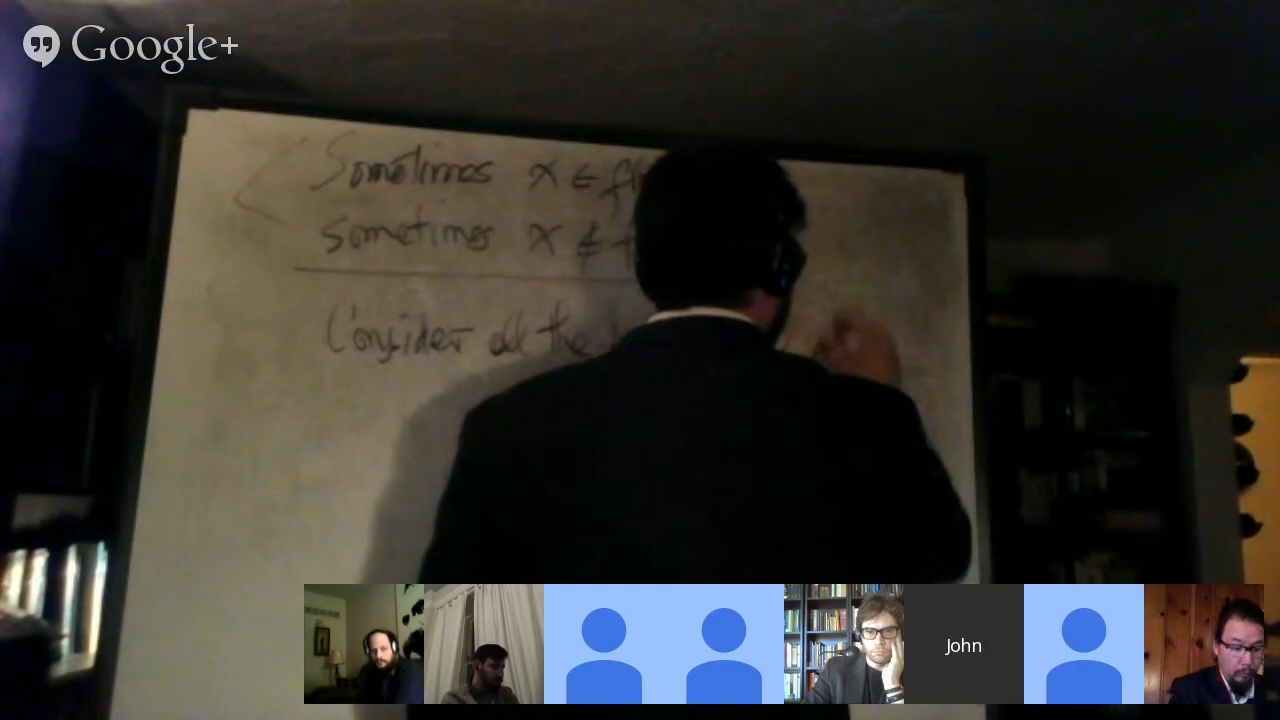 Google+
Sometimes x ∈ f(
sometimes x ∉ f
Consider all the
John